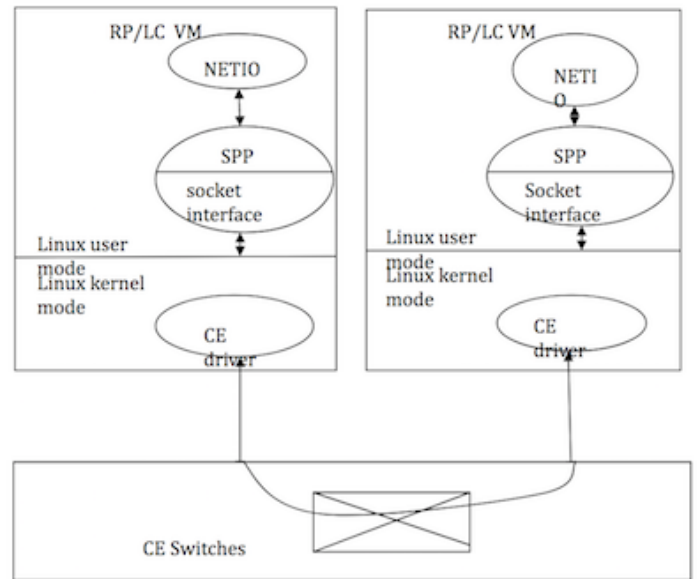 RP/LC VM
NETIO
SPP
socket
interface
Linux user
mode
Linux kernel
mode
CE
driver
RP/LC VM
NETI
O
SPP
Socket
interface
Linux user
mode
Linux kernel
mode
CE
driver
CE Switches